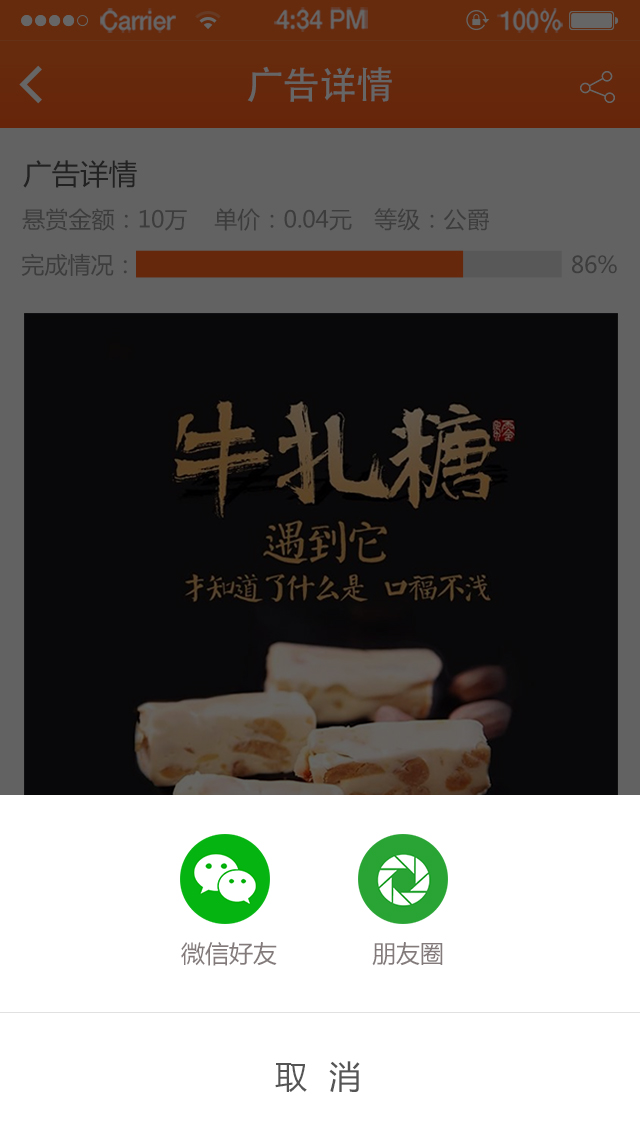 Carrier 4:34 PM 100%
广告详情
广告详情
悬赏金额：10万 单价：0.04元 等级：公爵
完成情况： 86%
牛扎糖
遇到它
才知道了什么是 口福不浅
微信好友 朋友圈
取 消